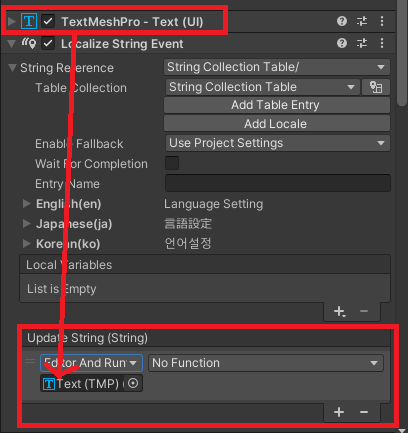 TextMeshPro - Text (UI)
Localize String Event
String Reference String Collection Table/
Table Collection String Collection Table
Add Table Entry
Add Locale
Enable Fallback Use Project Settings
Wait For Completion
Entry Name
English(en) Language Setting
Japanese(ja) 言語設定
Korean(ko) 언어설정
Local Variables
List is Empty
Update String (String)
Editor And Run No Function
Text (TMP) (